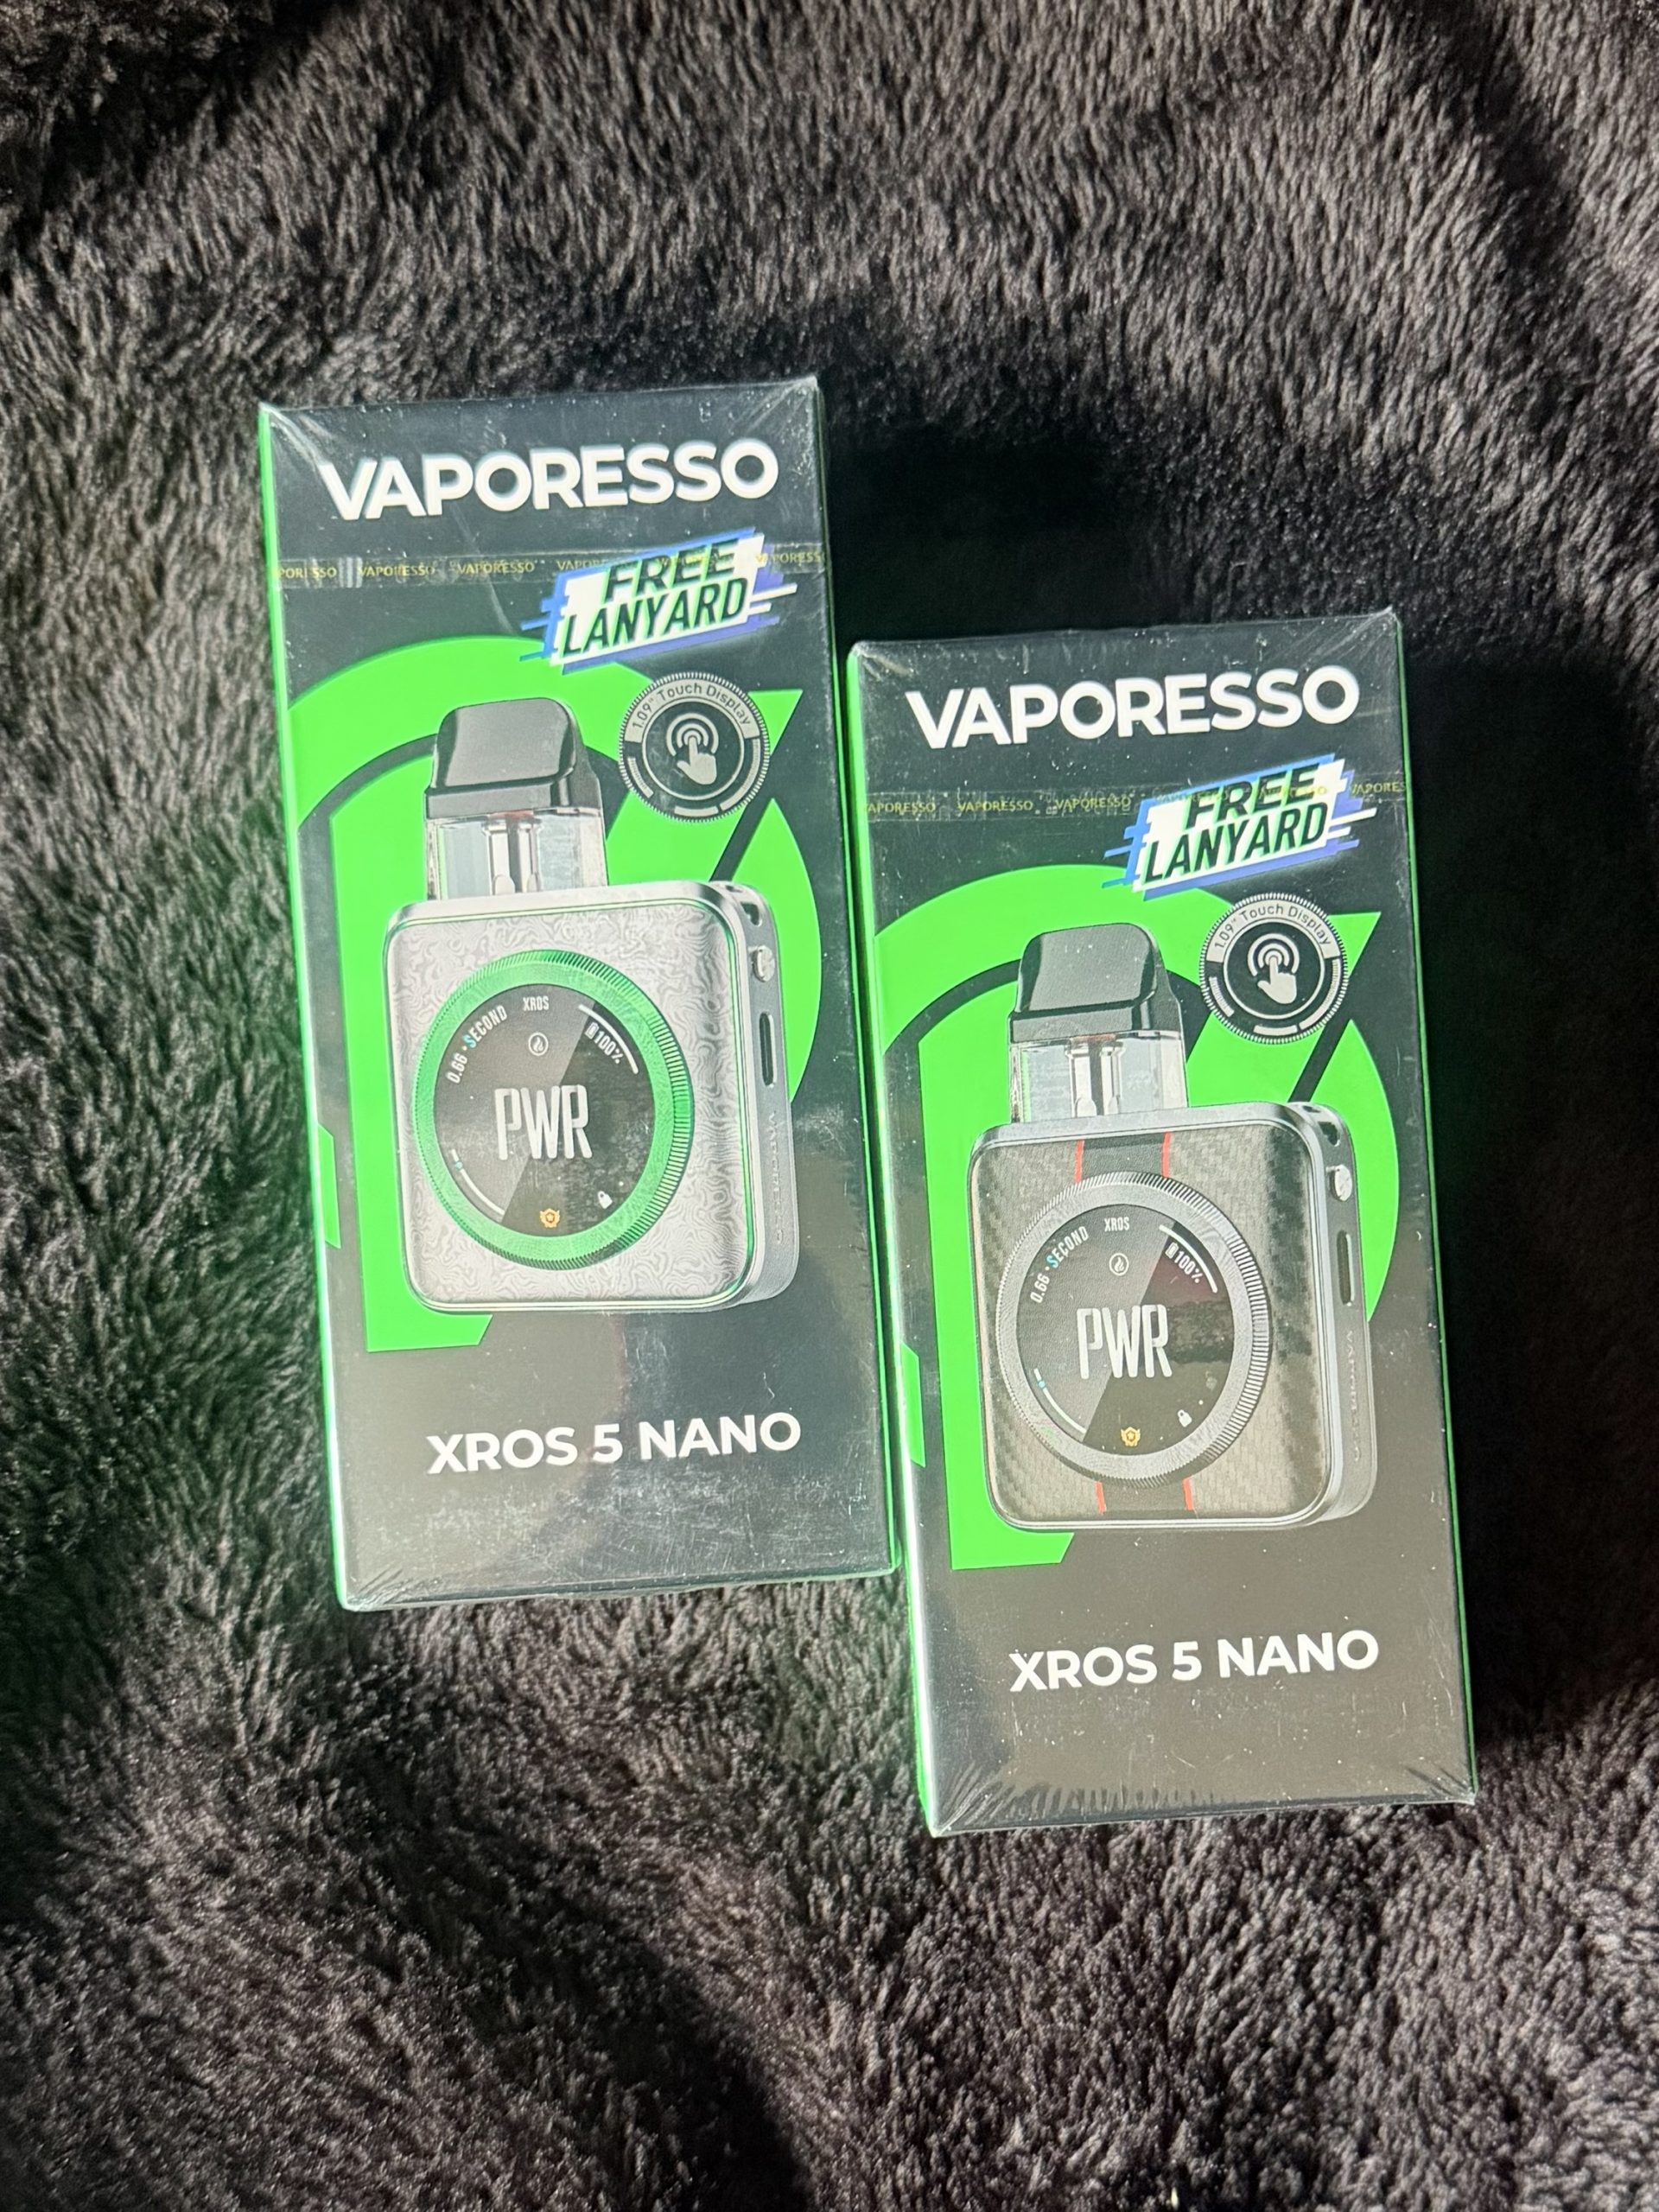 VAPORESSO
VAPORESSO VAPORESSO
FREE
LANYARD
1.09" Touch Display
XROS
0.66 • SECOND
100%
PWR
VAPORESSO
XROS 5 NANO
VAPORESSO
VAPORESSO VAPORESSO VAPORESSO
FREE
LANYARD
1.09" Touch Display
XROS
0.66 • SECOND
100%
PWR
VAPORESSO
XROS 5 NANO